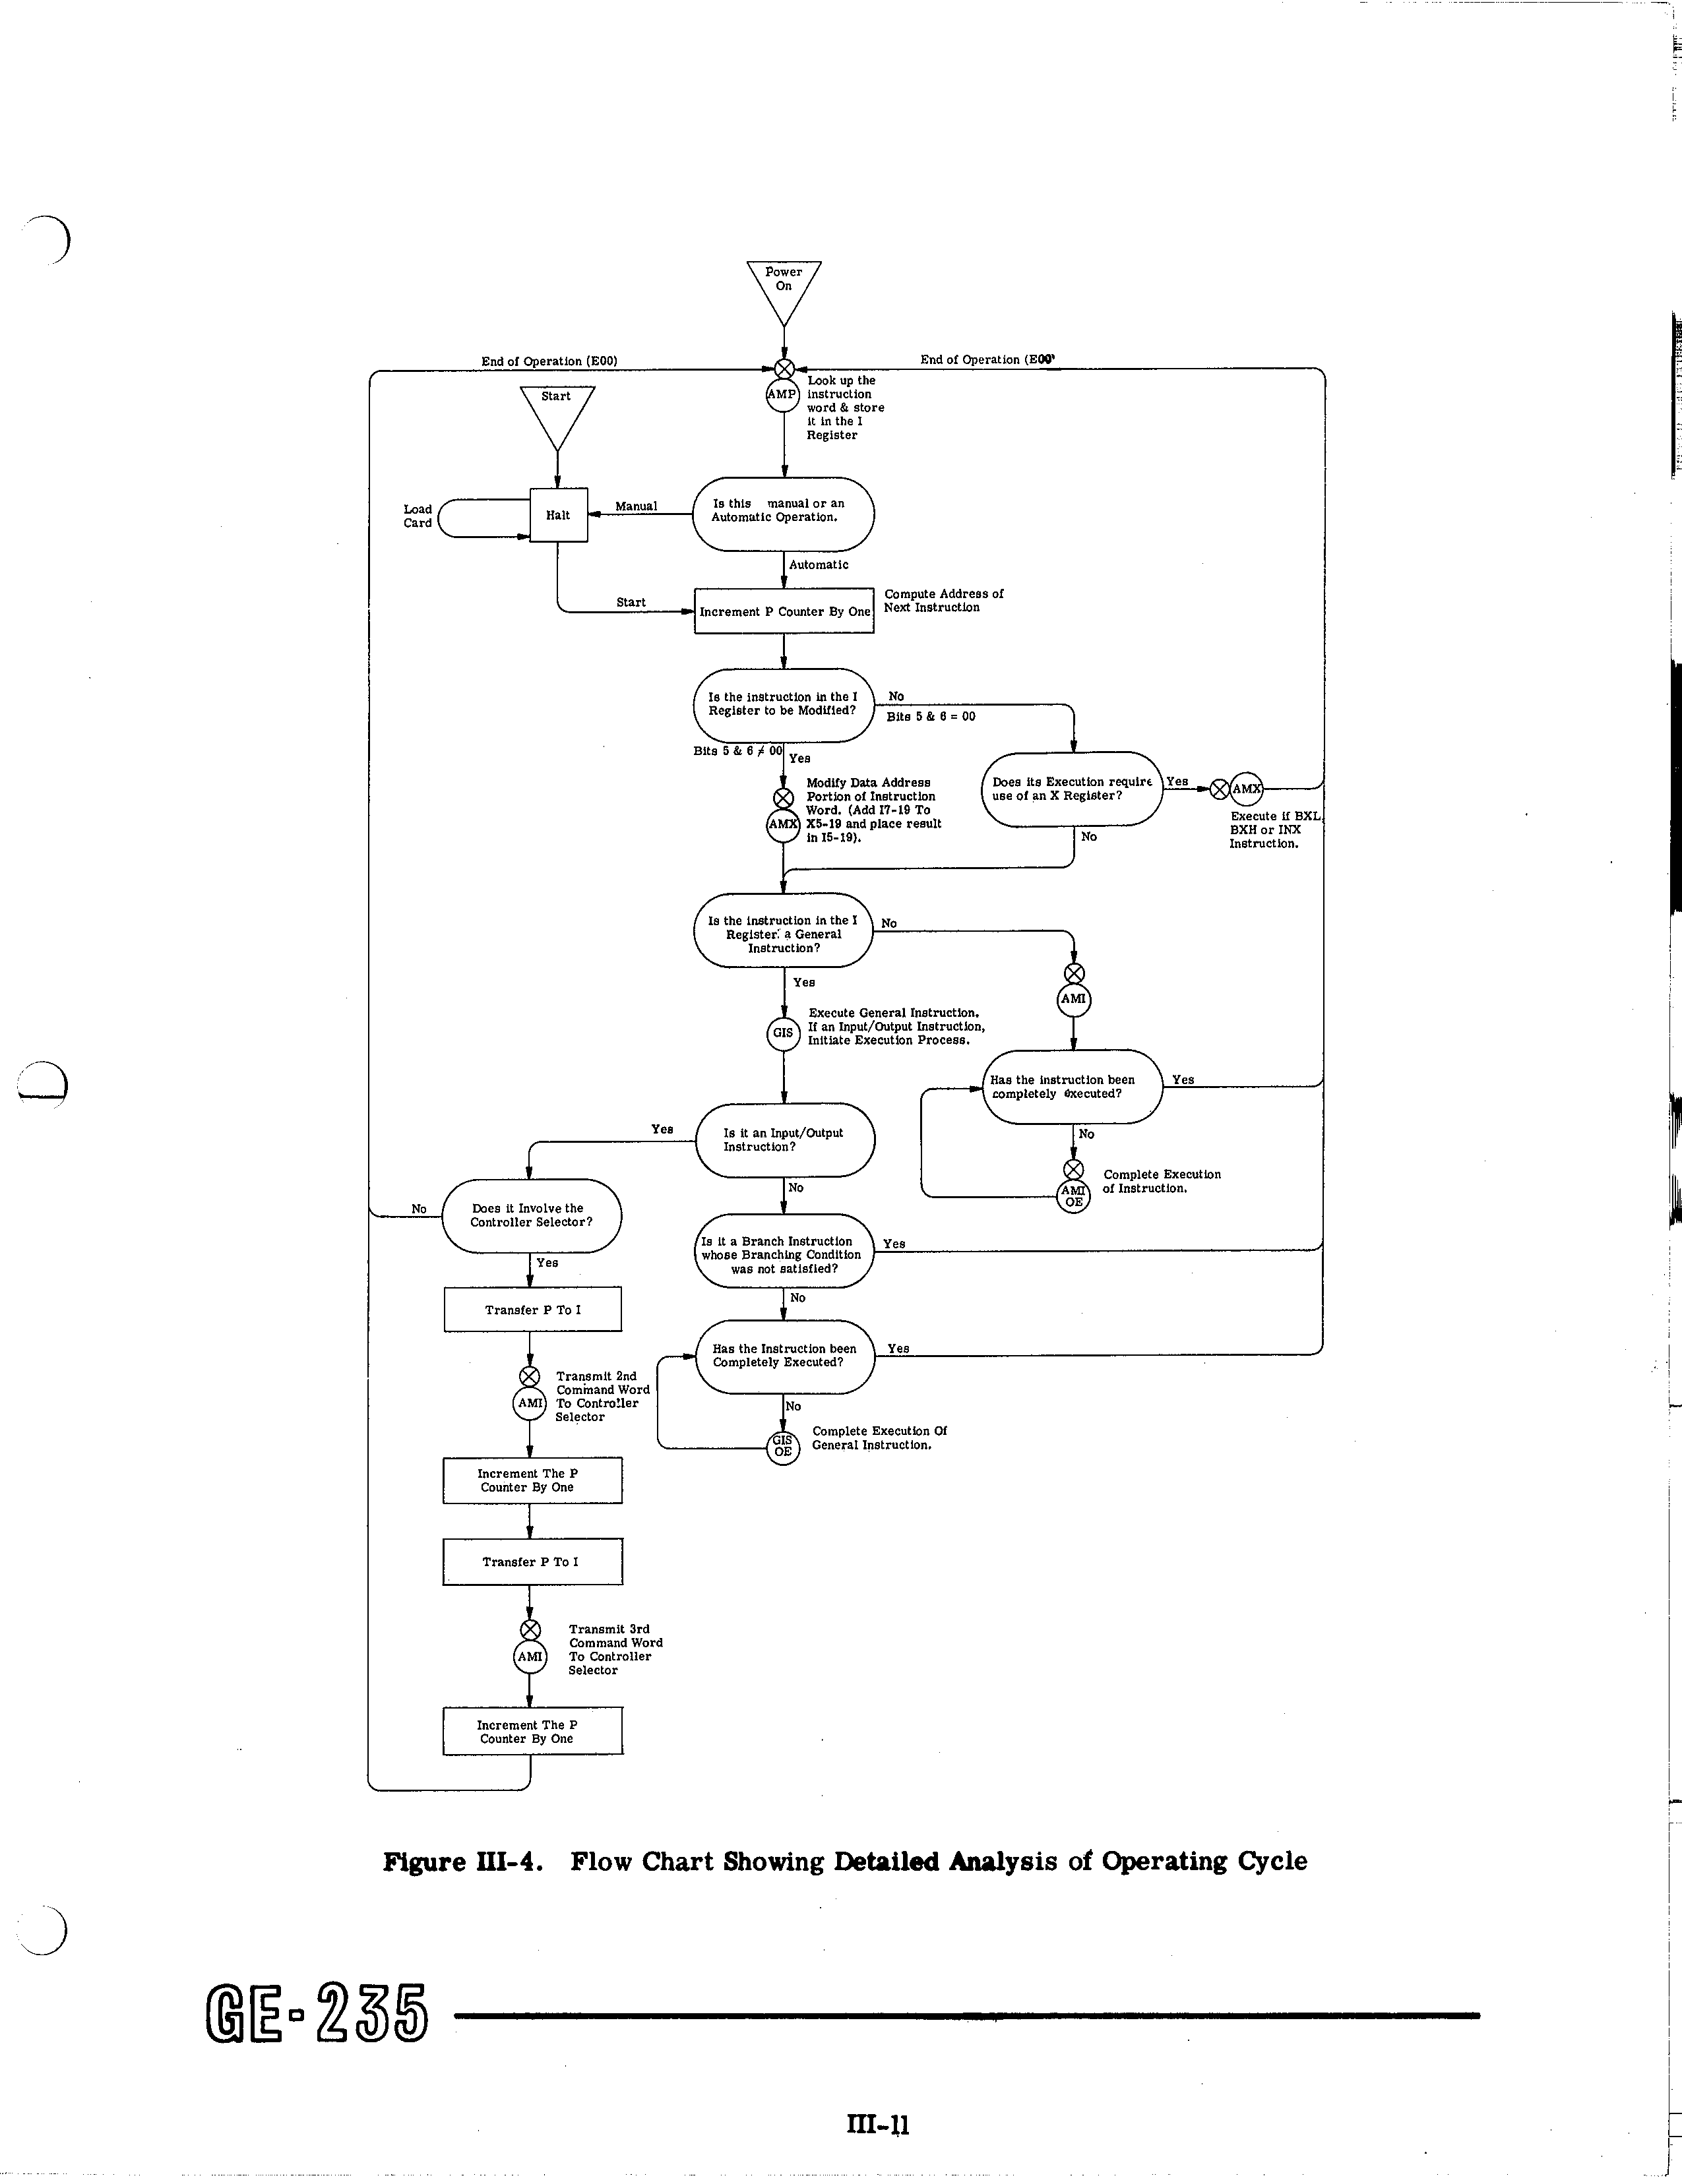 Power
On
End of Operation (E00)
End of Operation (E00'
AMP
Look up the
instruction
word & store
it in the I
Register
Start
Load
Card
Halt
Manual
Is this manual or an
Automatic Operation.
Automatic
Start
Increment P Counter By One
Compute Address of
Next Instruction
Is the instruction in the I
Register to be Modified?
No
Bits 5 & 6 = 00
Bits 5 & 6 ≠ 00
Yes
Modify Data Address
Portion of Instruction
Word. (Add I7-19 To
X5-19 and place result
in I5-19).
AMX
Does its Execution require
use of an X Register?
Yes
AMX
Execute if BXL
BXH or INX
Instruction.
No
Is the instruction in the I
Register. a General
Instruction?
No
Yes
AMI
GIS
Execute General Instruction.
If an Input/Output Instruction,
Initiate Execution Process.
Has the instruction been
completely executed?
Yes
No
AMI
OE
Complete Execution
of Instruction.
Is it an Input/Output
Instruction?
Yes
No
Does it Involve the
Controller Selector?
No
Yes
Is it a Branch Instruction
whose Branching Condition
was not satisfied?
Yes
No
Transfer P To I
Has the Instruction been
Completely Executed?
Yes
No
AMI
Transmit 2nd
Command Word
To Controller
Selector
GIS
OE
Complete Execution Of
General Instruction.
Increment The P
Counter By One
Transfer P To I
AMI
Transmit 3rd
Command Word
To Controller
Selector
Increment The P
Counter By One
Figure III-4. Flow Chart Showing Detailed Analysis of Operating Cycle
GE-235
III-11